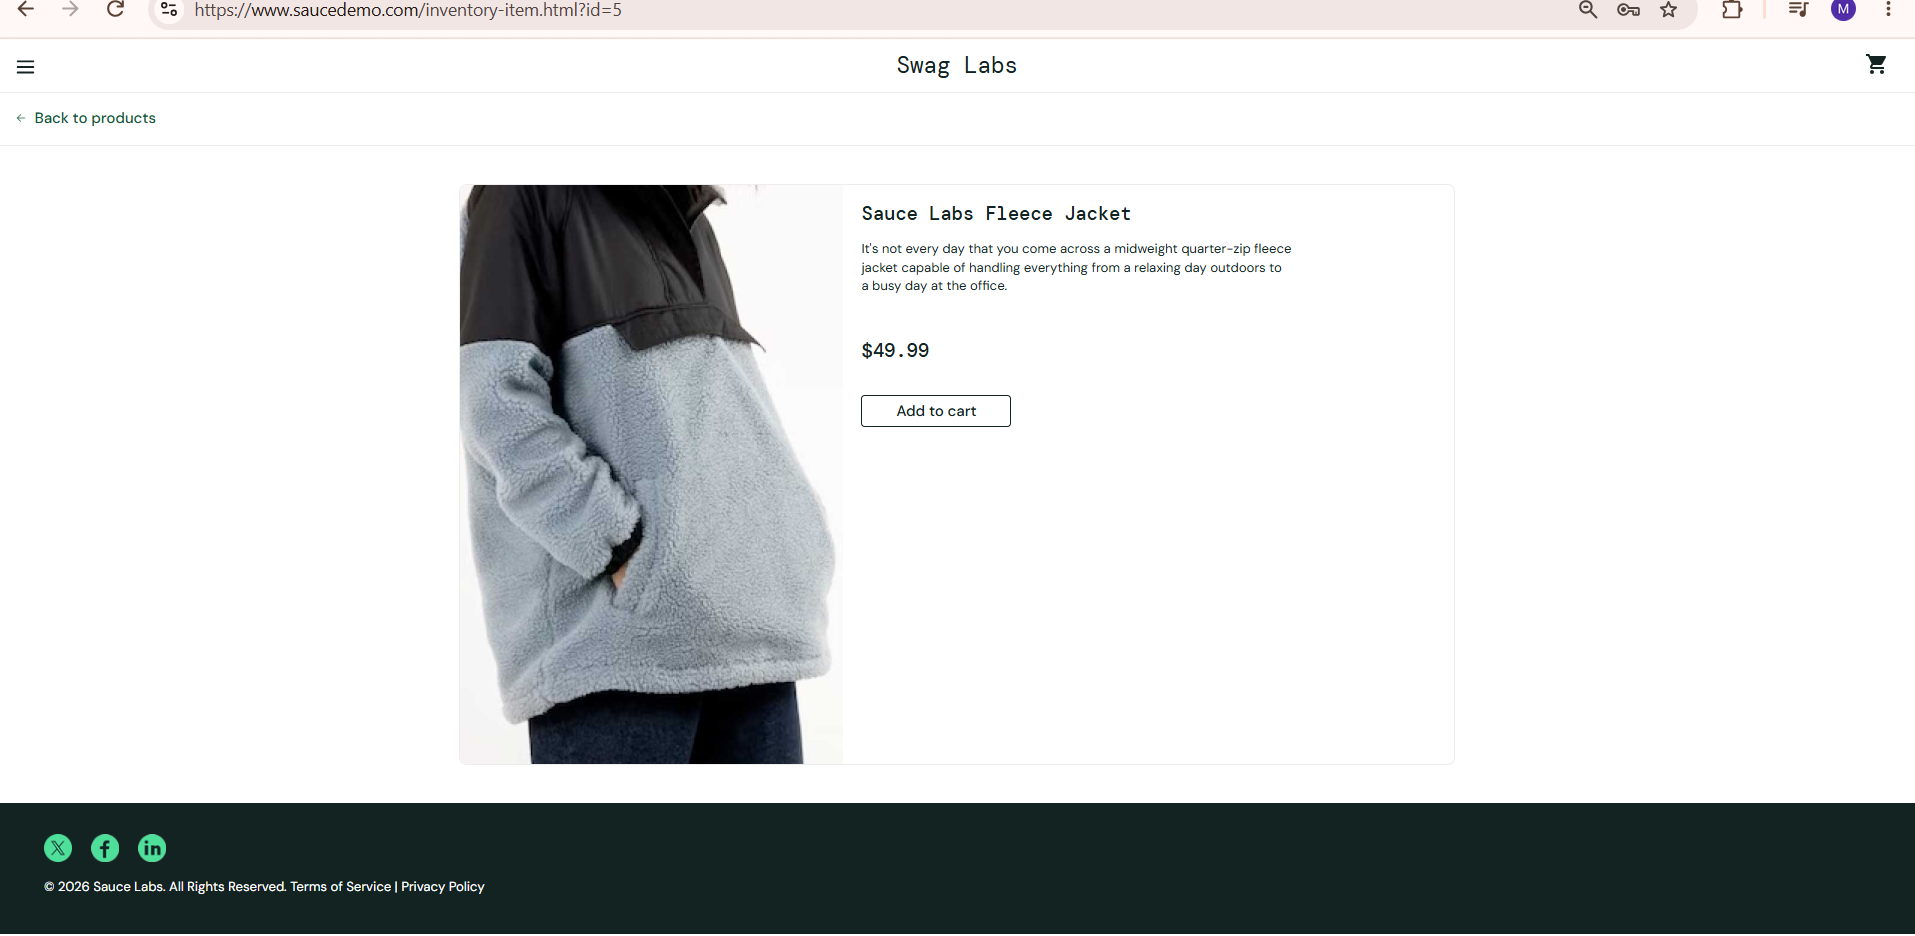 https://www.saucedemo.com/inventory-item.html?id=5
M
Swag Labs
Back to products
Sauce Labs Fleece Jacket
It's not every day that you come across a midweight quarter-zip fleece
jacket capable of handling everything from a relaxing day outdoors to
a busy day at the office.
$49.99
Add to cart
© 2026 Sauce Labs. All Rights Reserved. Terms of Service | Privacy Policy